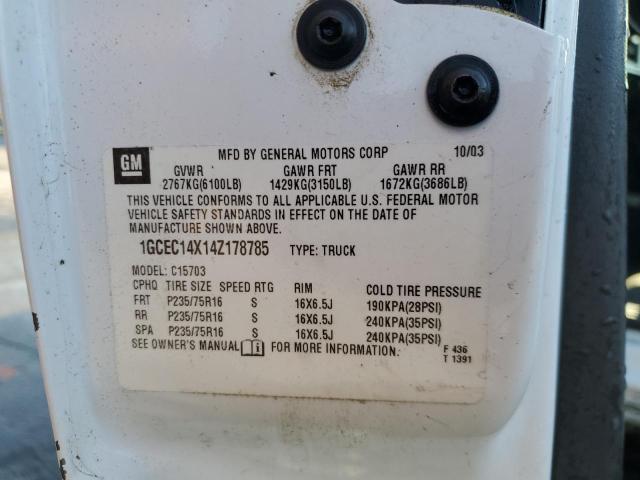 GM MFD BY GENERAL MOTORS CORP 10/03
GVWR GAWR FRT GAWR RR
2767KG(6100LB) 1429KG(3150LB) 1672KG(3686LB)
THIS VEHICLE CONFORMS TO ALL APPLICABLE U.S. FEDERAL MOTOR
VEHICLE SAFETY STANDARDS IN EFFECT ON THE DATE OF
MANUFACTURE SHOWN ABOVE.
1GCEC14X14Z178785 TYPE: TRUCK
MODEL: C15703
CPHQ TIRE SIZE SPEED RTG RIM COLD TIRE PRESSURE
FRT P235/75R16 S 16X6.5J 190KPA(28PSI)
RR P235/75R16 S 16X6.5J 240KPA(35PSI)
SPA P235/75R16 S 16X6.5J 240KPA(35PSI)
SEE OWNER'S MANUAL i FOR MORE INFORMATION. F 436
T 1391